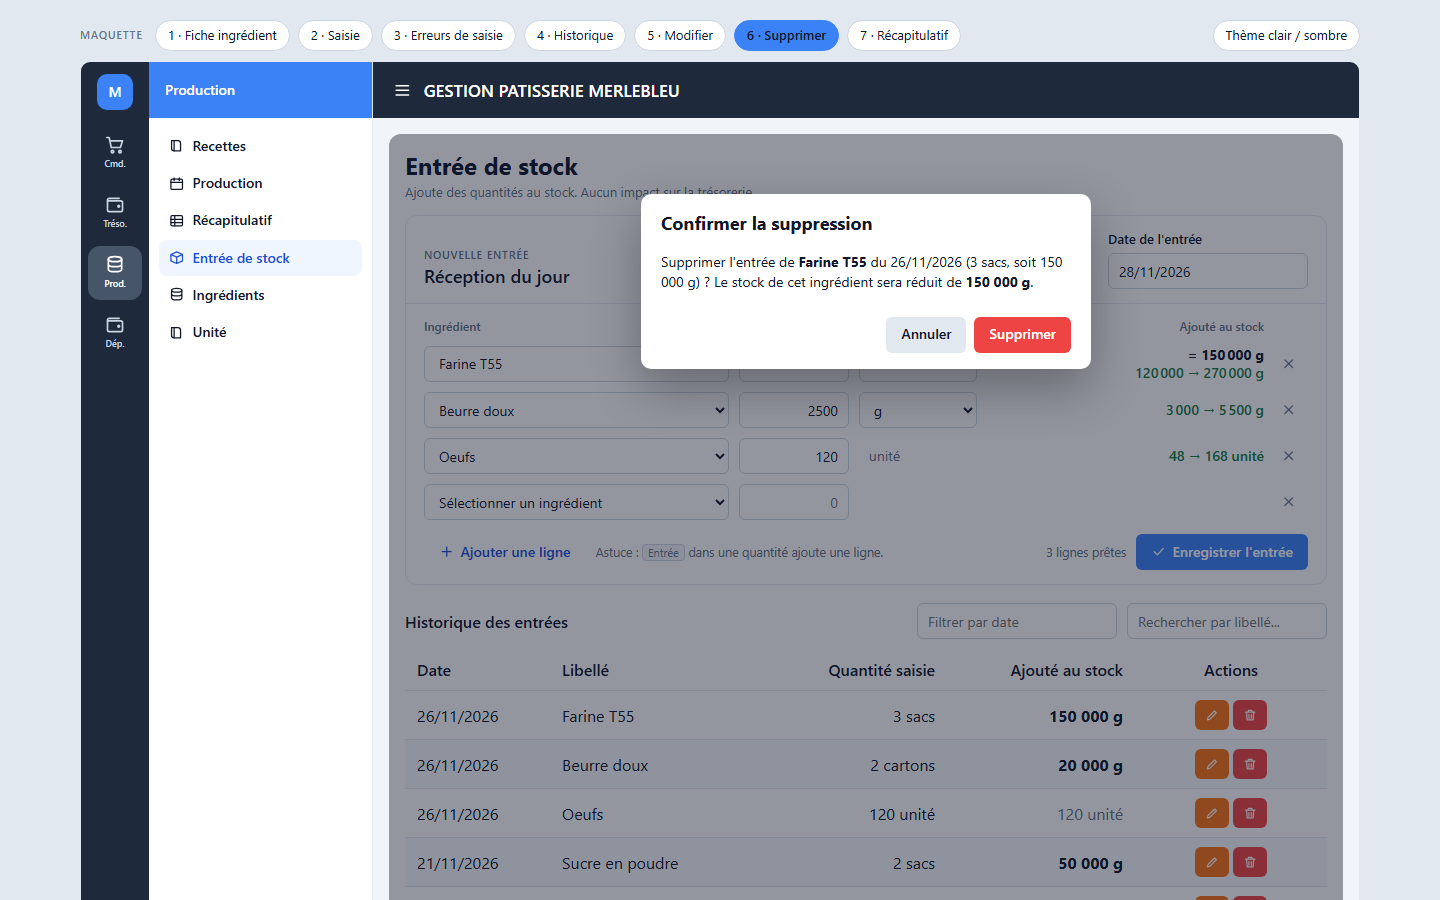 MAQUETTE
1 · Fiche ingrédient
2 · Saisie
3 · Erreurs de saisie
4 · Historique
5 · Modifier
6 · Supprimer
7 · Récapitulatif
Thème clair / sombre
M
Cmd.
Tréso.
Prod.
Dép.
Production
Recettes
Production
Récapitulatif
Entrée de stock
Ingrédients
Unité
GESTION PATISSERIE MERLEBLEU
Entrée de stock
Ajoute des quantités au stock. Aucun impact sur la trésorerie.
NOUVELLE ENTRÉE
Réception du jour
Date de l'entrée
28/11/2026
Confirmer la suppression
Supprimer l'entrée de Farine T55 du 26/11/2026 (3 sacs, soit 150
000 g) ? Le stock de cet ingrédient sera réduit de 150 000 g.
Annuler
Supprimer
Ingrédient
Ajouté au stock
Farine T55
= 150 000 g
120 000 → 270 000 g
Beurre doux 2500 g 3 000 → 5 500 g
Oeufs 120 unité 48 → 168 unité
Sélectionner un ingrédient 0
Ajouter une ligne
Astuce : Entrée dans une quantité ajoute une ligne.
3 lignes prêtes
Enregistrer l'entrée
Historique des entrées
Filtrer par date
Rechercher par libellé...
Date Libellé Quantité saisie Ajouté au stock Actions
26/11/2026 Farine T55 3 sacs 150 000 g
26/11/2026 Beurre doux 2 cartons 20 000 g
26/11/2026 Oeufs 120 unité 120 unité
21/11/2026 Sucre en poudre 2 sacs 50 000 g